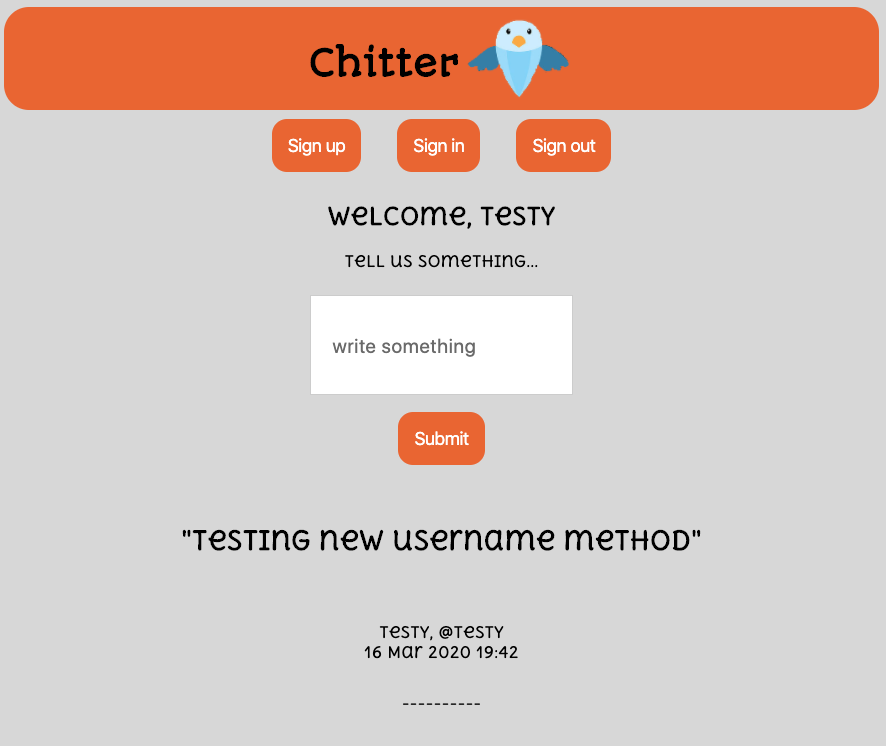 Chitter
Sign up Sign in Sign out
Welcome, Testy
Tell us something...
write something
Submit
"Testing new username method"
Testy, @Testy
16 Mar 2020 19:42
----------